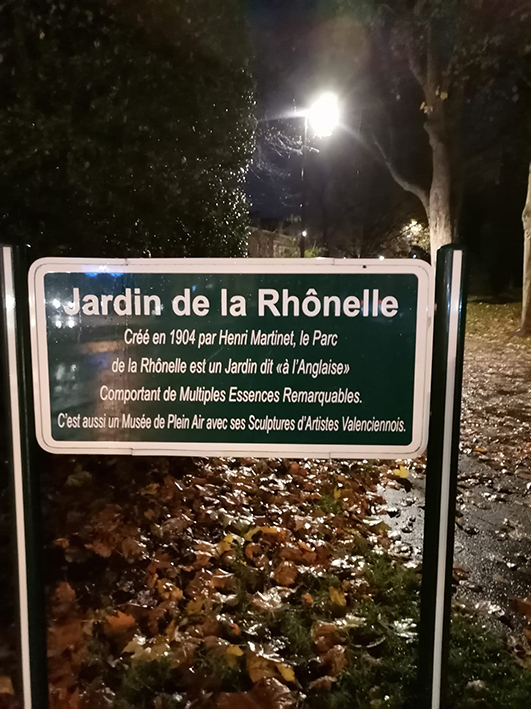 Jardin de la Rhônelle
Créé en 1904 par Henri Martinet, le Parc
de la Rhônelle est un Jardin dit «à l'Anglaise»
Comportant de Multiples Essences Remarquables.
C'est aussi un Musée de Plein Air avec ses Sculptures d'Artistes Valenciennois.